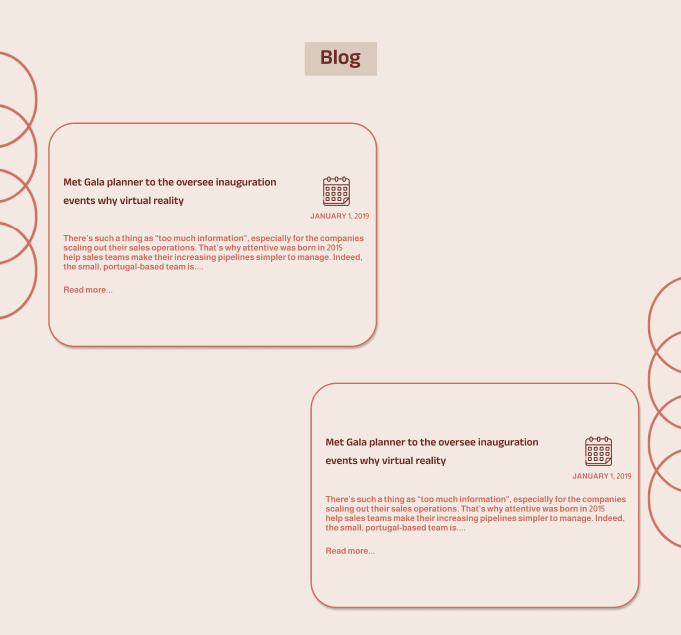 Blog
Met Gala planner to the oversee inauguration
events why virtual reality
JANUARY 1, 2019
There's such a thing as "too much information", especially for the companies
scaling out their sales operations. That's why attentive was born in 2015
help sales teams make their increasing pipelines simpler to manage. Indeed,
the small, portugal-based team is....
Read more...
Met Gala planner to the oversee inauguration
events why virtual reality
JANUARY 1, 2019
There's such a thing as "too much information", especially for the companies
scaling out their sales operations. That's why attentive was born in 2015
help sales teams make their increasing pipelines simpler to manage. Indeed,
the small, portugal-based team is....
Read more...